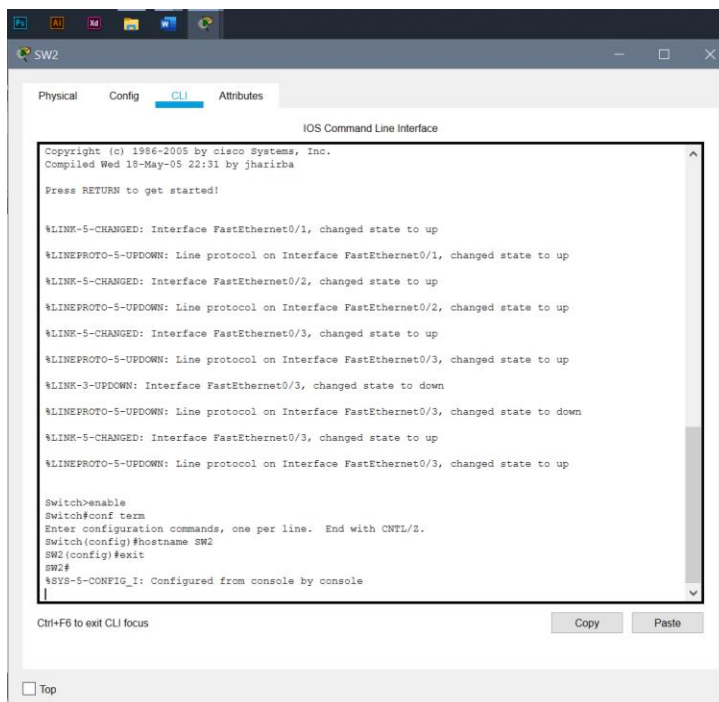 Ps Ai Xd W
SW2
Physical Config CLI Attributes
IOS Command Line Interface
Copyright (c) 1986-2005 by cisco Systems, Inc.
Compiled Wed 18-May-05 22:31 by jharirba
Press RETURN to get started!
%LINK-5-CHANGED: Interface FastEthernet0/1, changed state to up
%LINEPROTO-5-UPDOWN: Line protocol on Interface FastEthernet0/1, changed state to up
%LINK-5-CHANGED: Interface FastEthernet0/2, changed state to up
%LINEPROTO-5-UPDOWN: Line protocol on Interface FastEthernet0/2, changed state to up
%LINK-5-CHANGED: Interface FastEthernet0/3, changed state to up
%LINEPROTO-5-UPDOWN: Line protocol on Interface FastEthernet0/3, changed state to up
%LINK-3-UPDOWN: Interface FastEthernet0/3, changed state to down
%LINEPROTO-5-UPDOWN: Line protocol on Interface FastEthernet0/3, changed state to down
%LINK-5-CHANGED: Interface FastEthernet0/3, changed state to up
%LINEPROTO-5-UPDOWN: Line protocol on Interface FastEthernet0/3, changed state to up
Switch>enable
Switch#conf term
Enter configuration commands, one per line. End with CNTL/Z.
Switch(config)#hostname SW2
SW2(config)#exit
SW2#
%SYS-5-CONFIG_I: Configured from console by console
Ctrl+F6 to exit CLI focus Copy Paste
Top